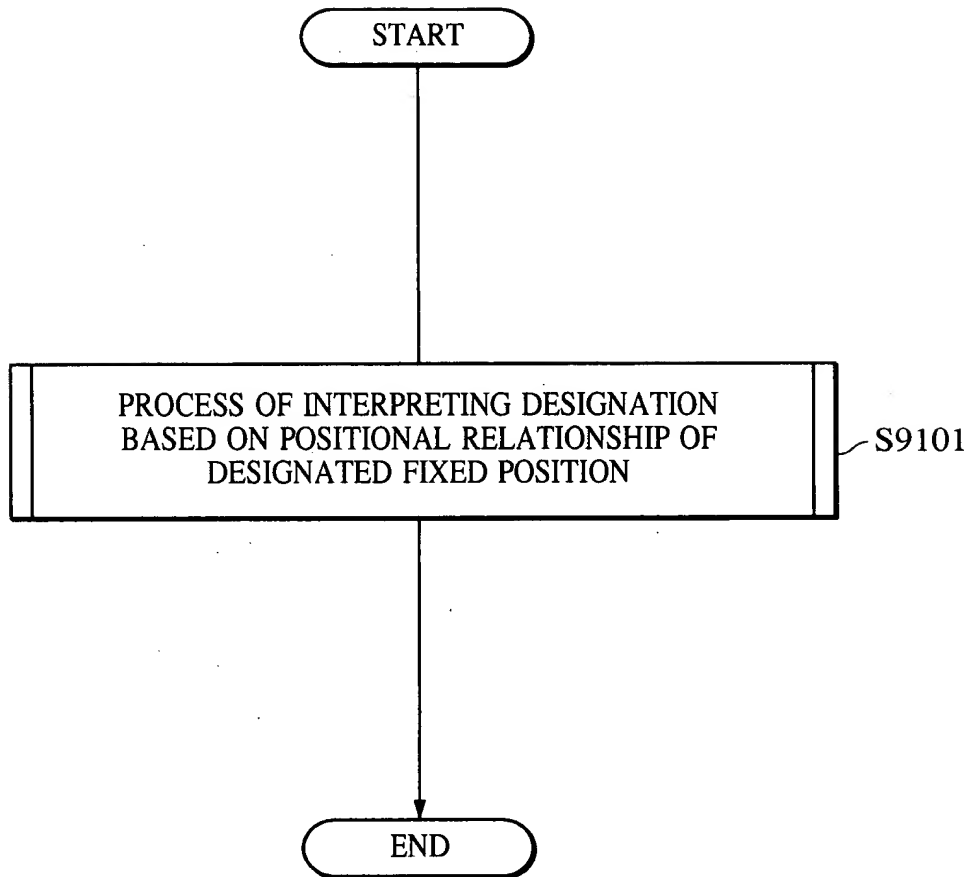 START
PROCESS OF INTERPRETING DESIGNATION
BASED ON POSITIONAL RELATIONSHIP OF
DESIGNATED FIXED POSITION
S9101
END